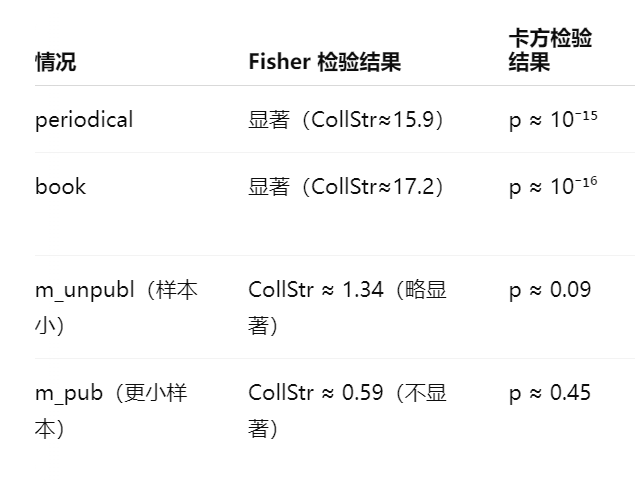 情况 Fisher 检验结果 卡方检验
结果
periodical 显著（CollStr≈15.9） p ≈ 10⁻¹⁵
book 显著（CollStr≈17.2） p ≈ 10⁻¹⁶
m_unpubl（样本 CollStr ≈ 1.34（略显 p ≈ 0.09
小） 著）
m_pub（更小样 CollStr ≈ 0.59（不显 p ≈ 0.45
本） 著）